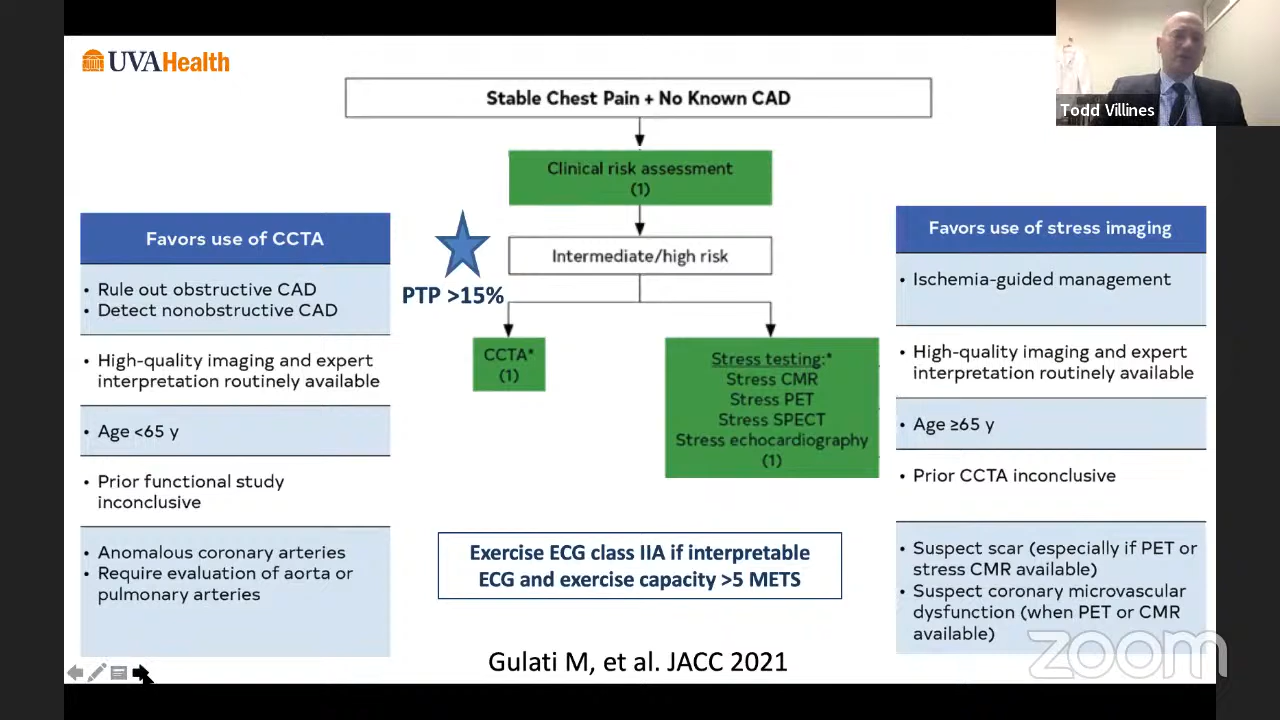 UVAHealth
Todd Villines
Stable Chest Pain + No Known CAD
Clinical risk assessment
(1)
Intermediate/high risk
PTP >15%
CCTA*
(1)
Stress testing:*
Stress CMR
Stress PET
Stress SPECT
Stress echocardiography
(1)
Favors use of CCTA
• Rule out obstructive CAD
• Detect nonobstructive CAD
• High-quality imaging and expert
interpretation routinely available
• Age <65 y
• Prior functional study
inconclusive
• Anomalous coronary arteries
• Require evaluation of aorta or
pulmonary arteries
Favors use of stress imaging
• Ischemia-guided management
• High-quality imaging and expert
interpretation routinely available
• Age ≥65 y
• Prior CCTA inconclusive
• Suspect scar (especially if PET or
stress CMR available)
• Suspect coronary microvascular
dysfunction (when PET or CMR
available)
Exercise ECG class IIA if interpretable
ECG and exercise capacity >5 METS
Gulati M, et al. JACC 2021
zoom